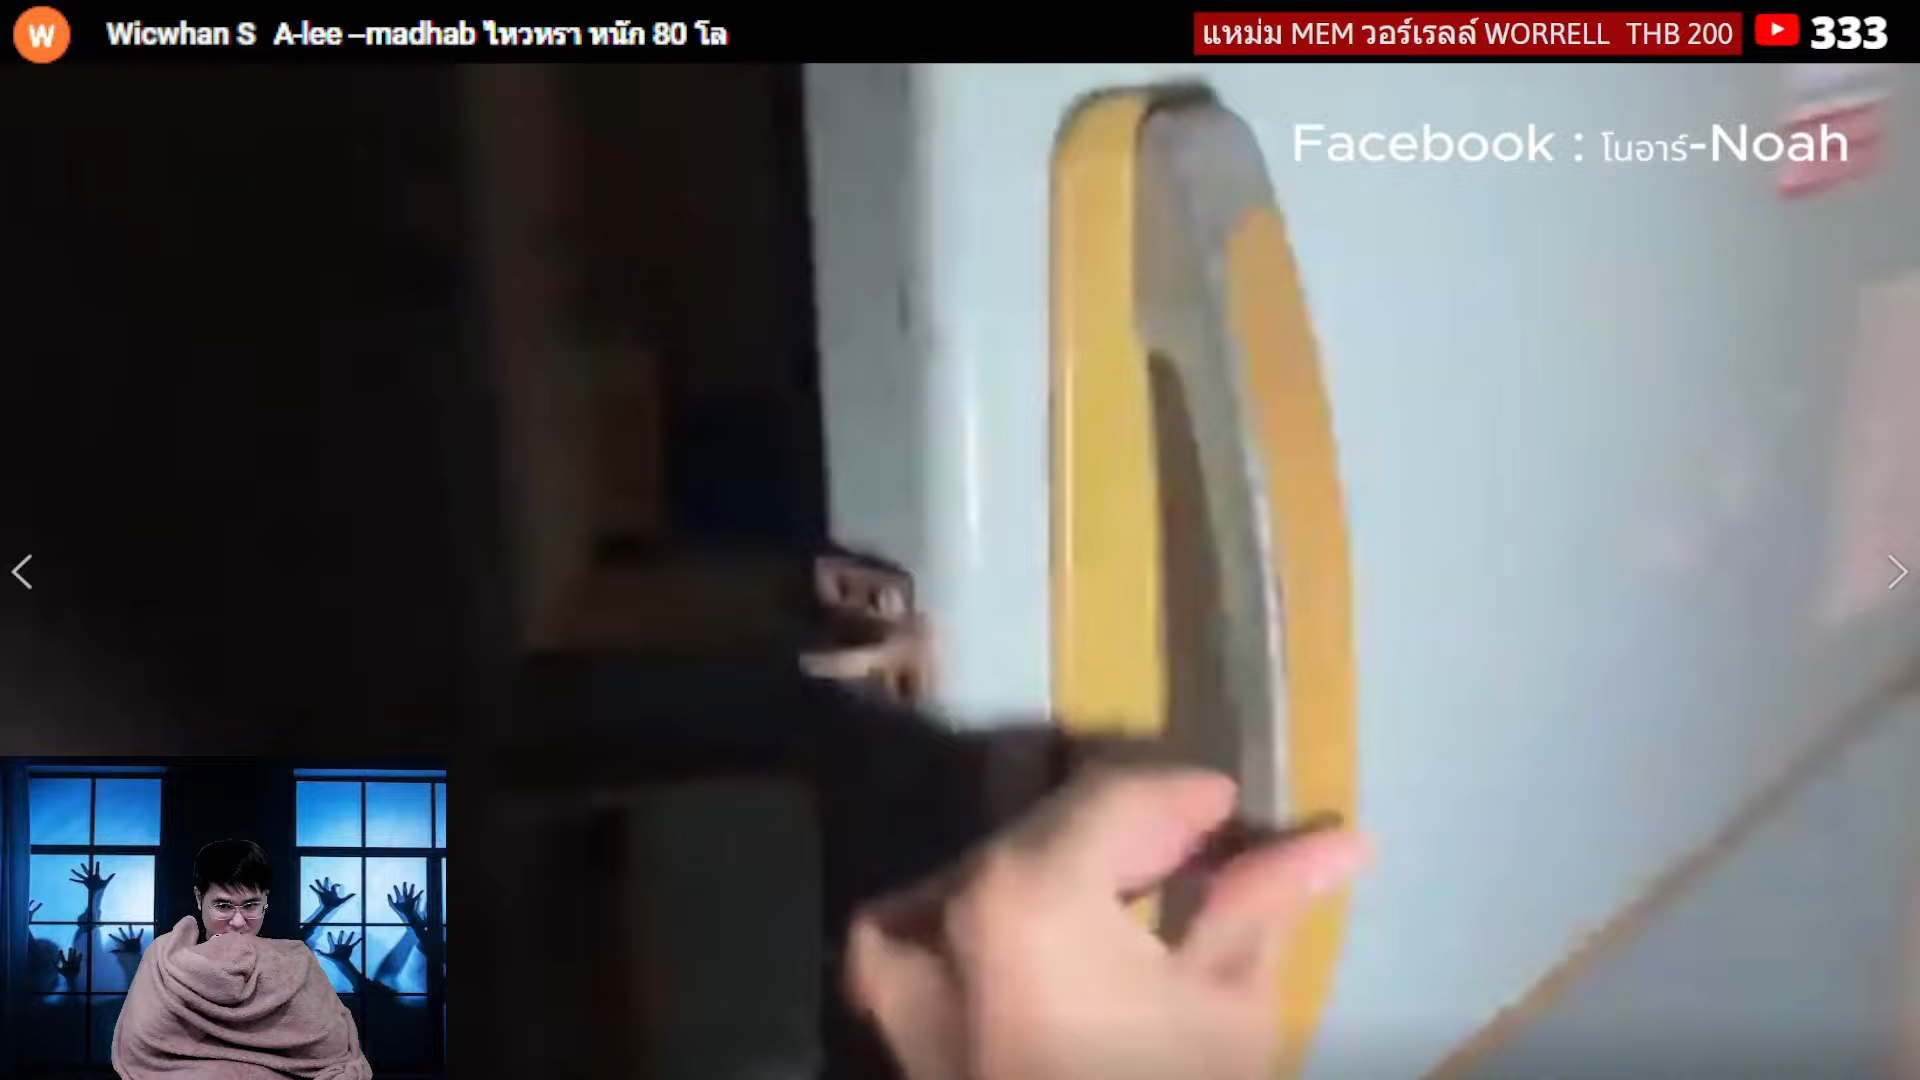 W Wicwhan S A-lee –madhab ไหวหรา หนัก 80 โล
แหม่ม MEM วอร์เรลล์ WORRELL THB 200 333
Facebook : โนอาร์-Noah